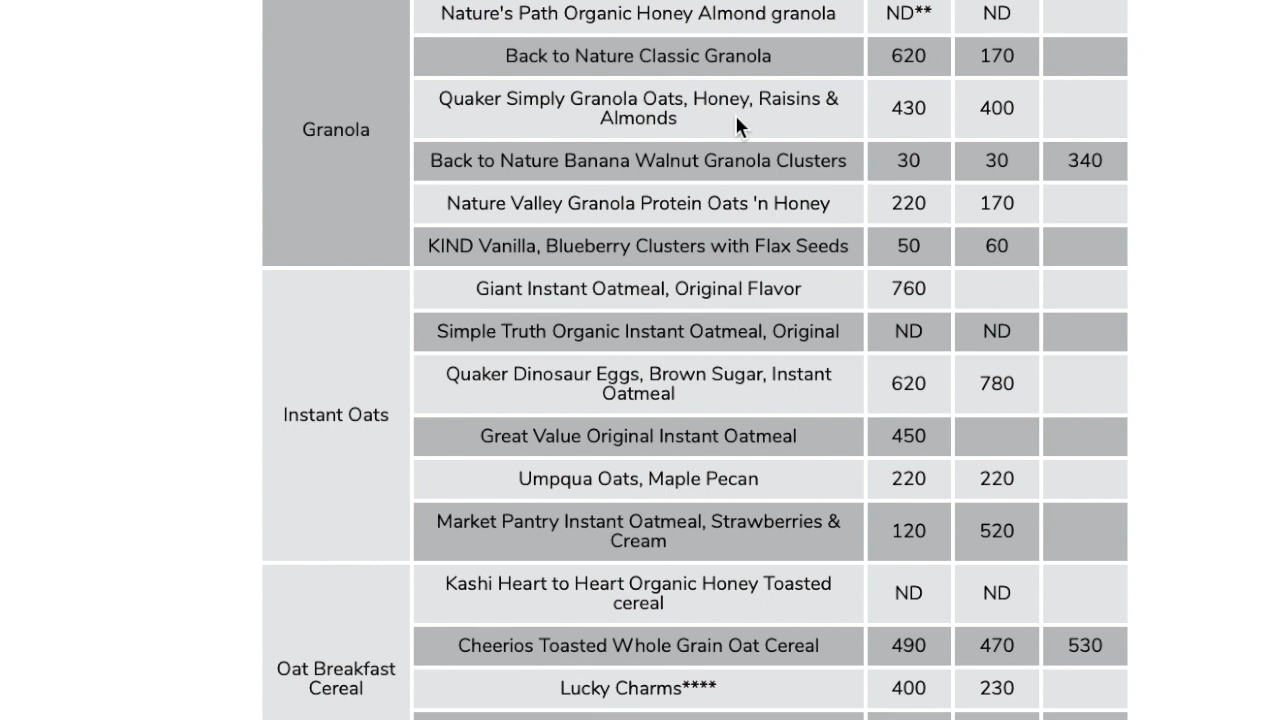 Nature's Path Organic Honey Almond granola ND** ND
Back to Nature Classic Granola 620 170
Quaker Simply Granola Oats, Honey, Raisins &
Almonds 430 400
Granola
Back to Nature Banana Walnut Granola Clusters 30 30 340
Nature Valley Granola Protein Oats 'n Honey 220 170
KIND Vanilla, Blueberry Clusters with Flax Seeds 50 60
Giant Instant Oatmeal, Original Flavor 760
Simple Truth Organic Instant Oatmeal, Original ND ND
Quaker Dinosaur Eggs, Brown Sugar, Instant
Oatmeal 620 780
Instant Oats
Great Value Original Instant Oatmeal 450
Umpqua Oats, Maple Pecan 220 220
Market Pantry Instant Oatmeal, Strawberries &
Cream 120 520
Kashi Heart to Heart Organic Honey Toasted
cereal ND ND
Cheerios Toasted Whole Grain Oat Cereal 490 470 530
Oat Breakfast
Cereal
Lucky Charms**** 400 230